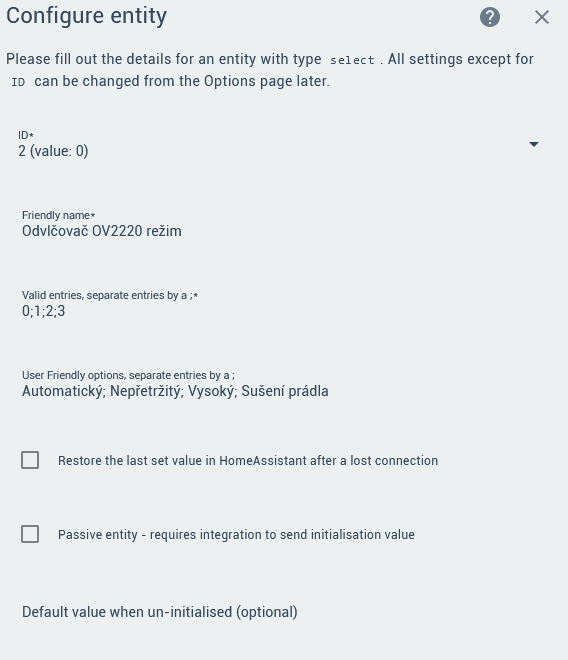 Configure entity
Please fill out the details for an entity with type select . All settings except for
ID can be changed from the Options page later.
ID*
2 (value: 0)
Friendly name*
Odvlčovač OV2220 režim
Valid entries, separate entries by a ;*
0;1;2;3
User Friendly options, separate entries by a ;
Automatický; Nepřetržitý; Vysoký; Sušení prádla
Restore the last set value in HomeAssistant after a lost connection
Passive entity - requires integration to send initialisation value
Default value when un-initialised (optional)